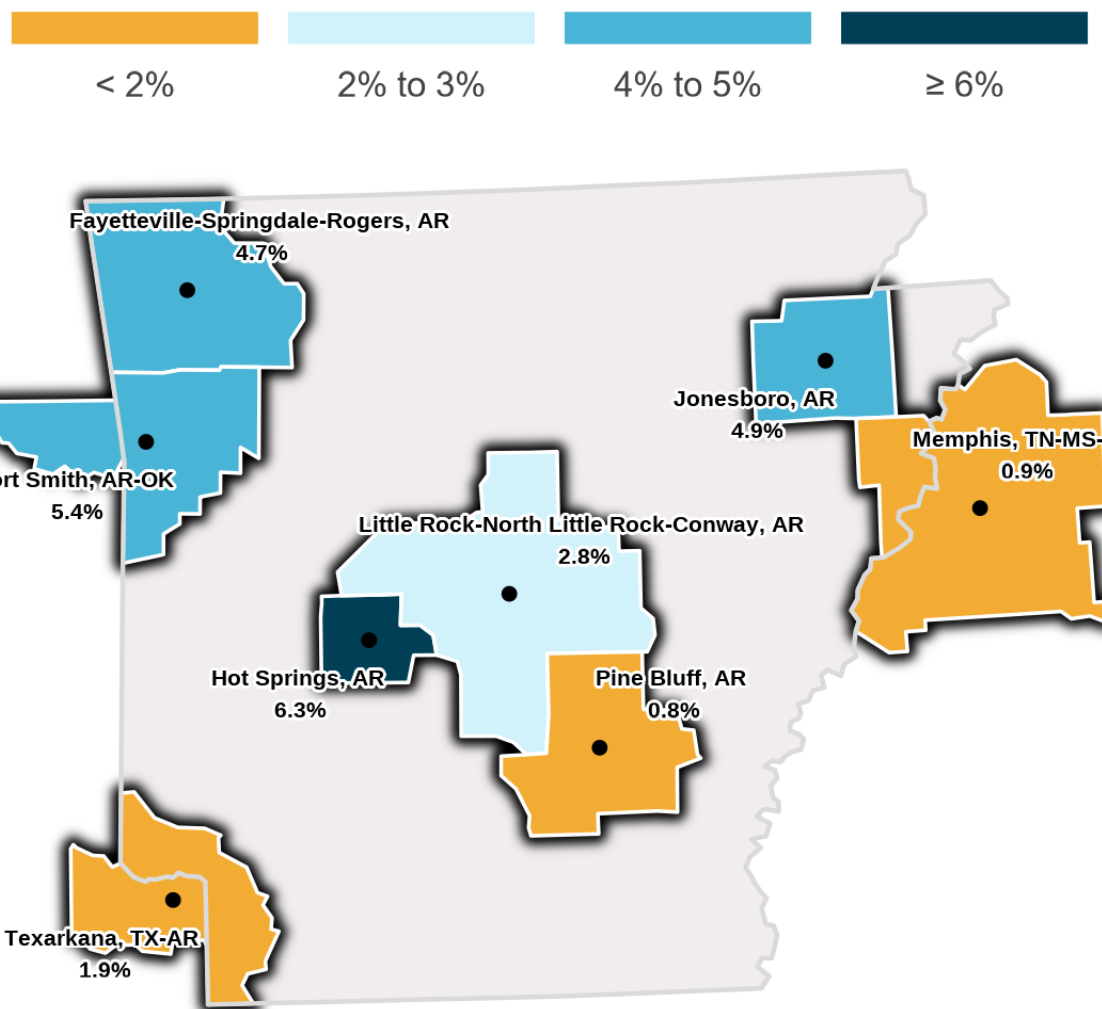 < 2%
2% to 3%
4% to 5%
≥ 6%
Fayetteville-Springdale-Rogers, AR
4.7%
Jonesboro, AR
4.9%
Memphis, TN-MS-
0.9%
ort Smith, AR-OK
5.4%
Little Rock-North Little Rock-Conway, AR
2.8%
Hot Springs, AR
6.3%
Pine Bluff, AR
0.8%
Texarkana, TX-AR
1.9%